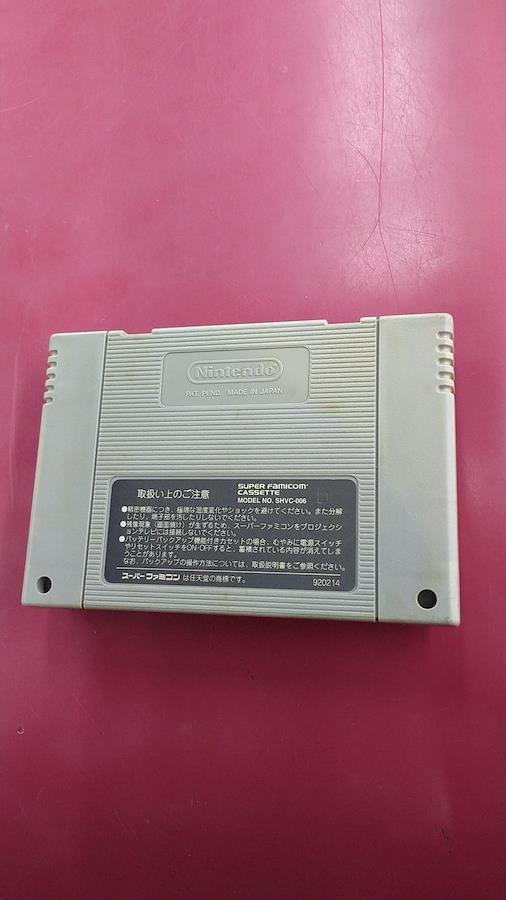 Nintendo
PAT. PEND. MADE IN JAPAN
取扱い上のご注意
SUPER FAMICOM
CASSETTE
MODEL NO. SHVC-006
●精密機器につき、極端な温度変化やショックを避けてください。また分解
したり、端子部を汚したりしないでください。
●残像現象(画面焼け)が生ずるため、スーパーファミコンをプロジェクシ
ョンテレビには接続しないでください。
●バッテリーバックアップ機能付きカセットの場合、むやみに電源スイッチ
やリセットスイッチをON-OFFすると、蓄積されている内容が消えてしま
うことがあります。
なお、バックアップの操作方法については、取扱説明書をご参照ください。
スーパーファミコン は任天堂の商標です。
920214